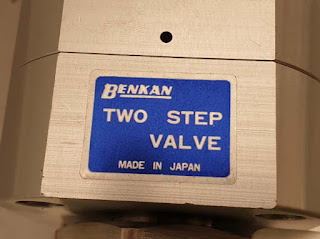 BENKAN
TWO STEP
VALVE
MADE IN JAPAN